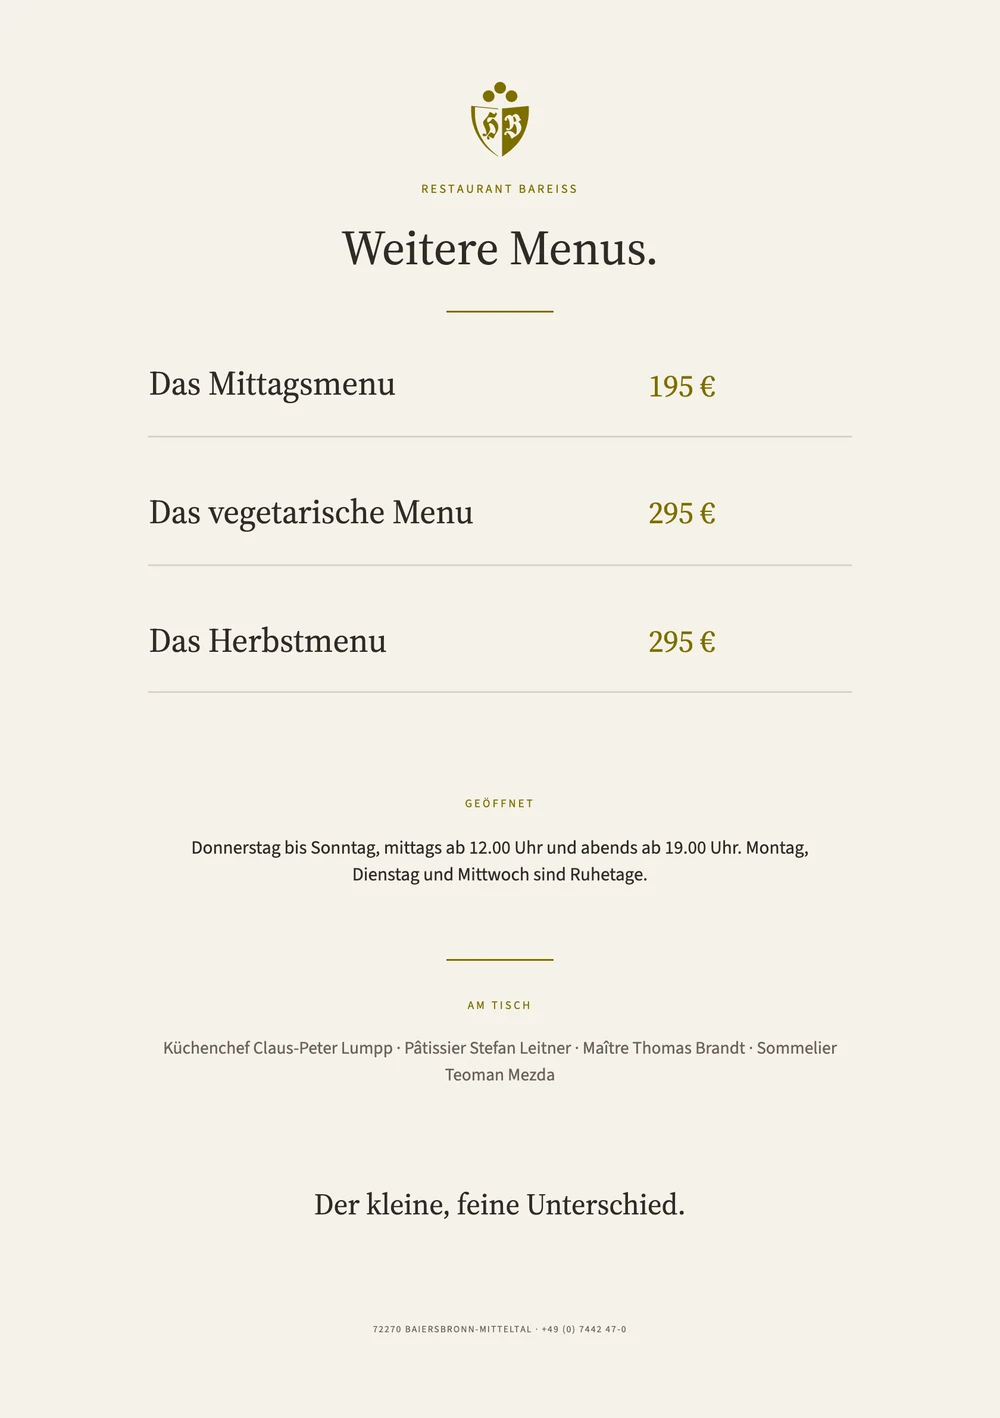 HB
RESTAURANT BAREISS
Weitere Menus.
Das Mittagsmenu 195 €
Das vegetarische Menu 295 €
Das Herbstmenu 295 €
GEÖFFNET
Donnerstag bis Sonntag, mittags ab 12.00 Uhr und abends ab 19.00 Uhr. Montag,
Dienstag und Mittwoch sind Ruhetage.
AM TISCH
Küchenchef Claus-Peter Lumpp · Pâtissier Stefan Leitner · Maître Thomas Brandt · Sommelier
Teoman Mezda
Der kleine, feine Unterschied.
72270 BAIERSBRONN-MITTELTAL · +49 (0) 7442 47-0